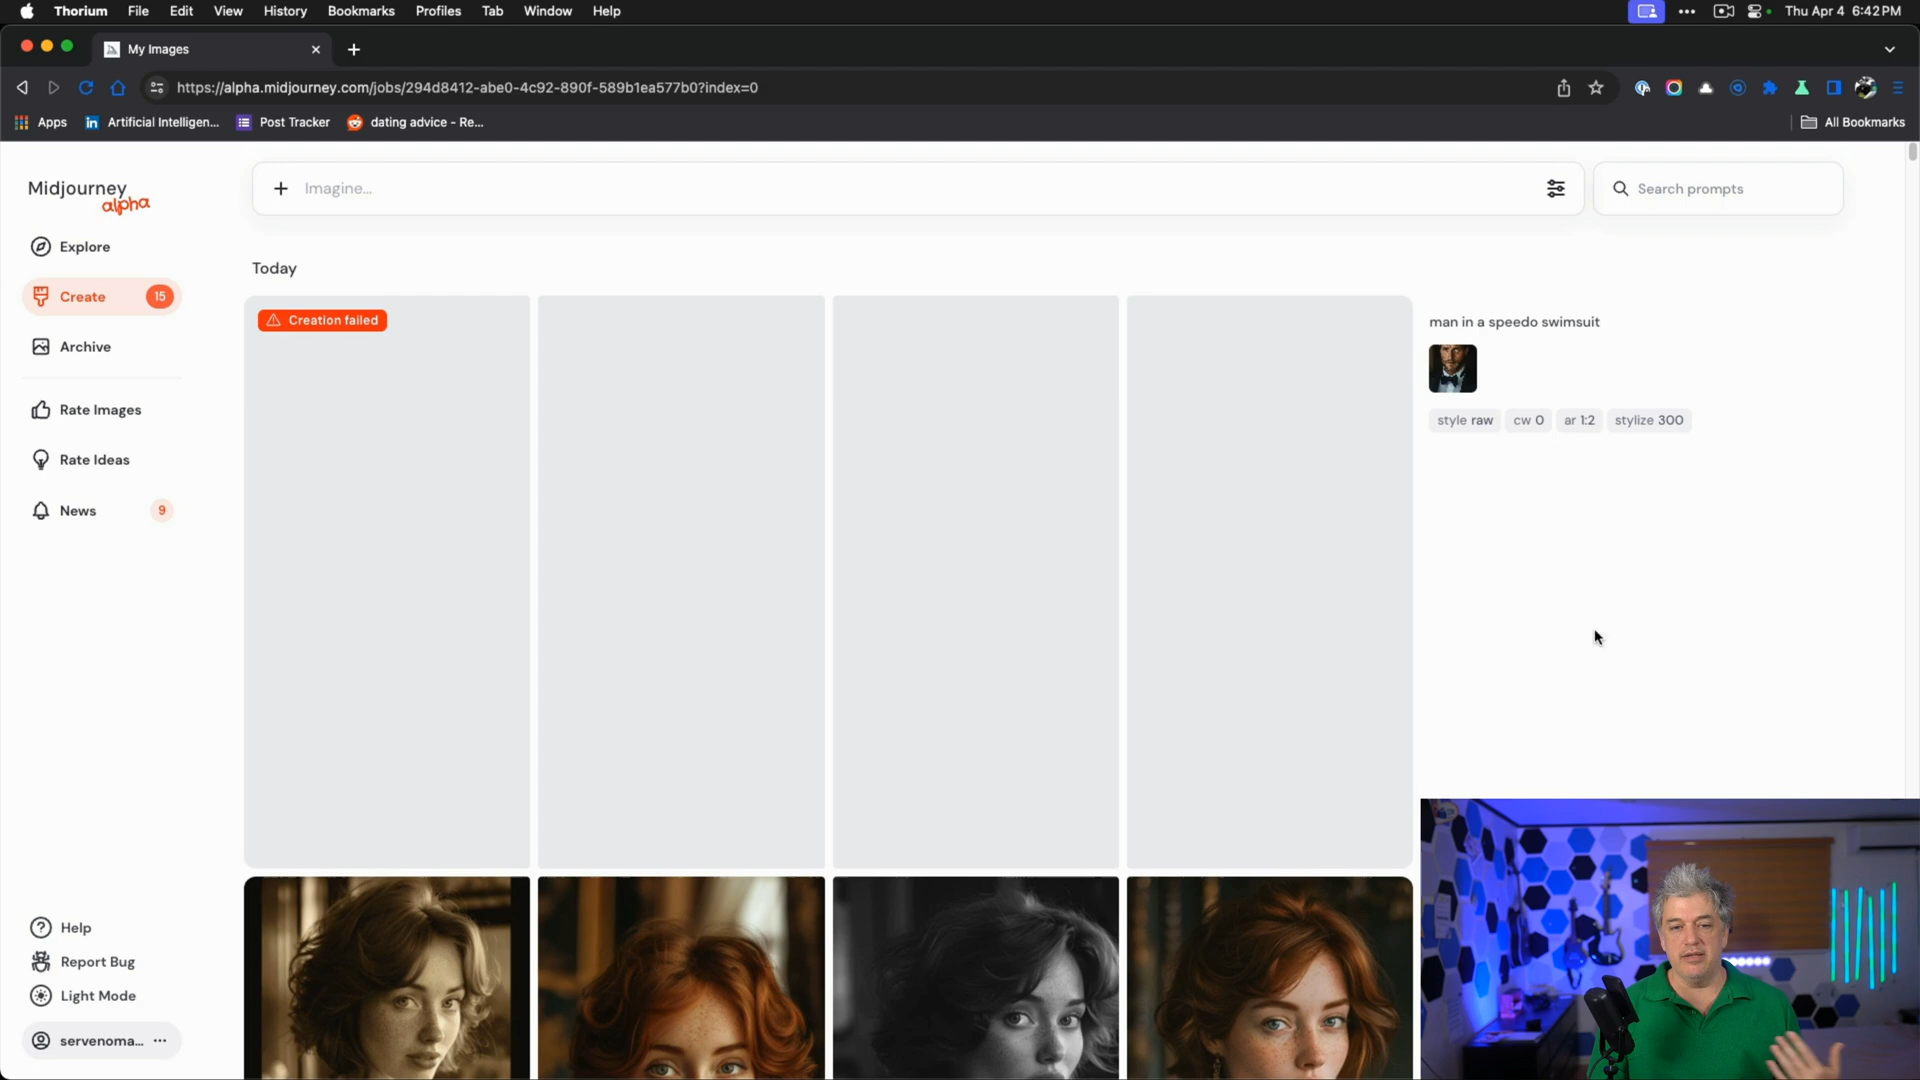 Thorium File Edit View History Bookmarks Profiles Tab Window Help Thu Apr 4 6:42 PM
My Images
https://alpha.midjourney.com/jobs/294d8412-abe0-4c92-890f-589b1ea577b0?index=0
Apps Artificial Intelligen... Post Tracker dating advice - Re... All Bookmarks
Midjourney
alpha
Imagine...
Search prompts
Explore
Create 15
Archive
Rate Images
Rate Ideas
News 9
Today
Creation failed
man in a speedo swimsuit
style raw cw 0 ar 1:2 stylize 300
Help
Report Bug
Light Mode
servenoma...